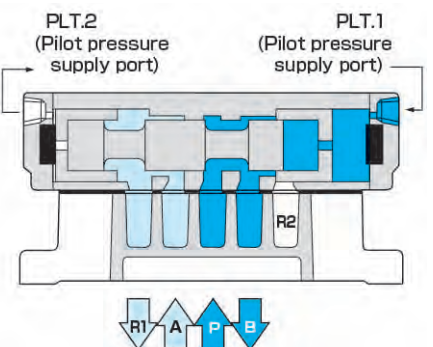 PLT.2
(Pilot pressure
supply port)
PLT.1
(Pilot pressure
supply port)
R2
R1 A P B